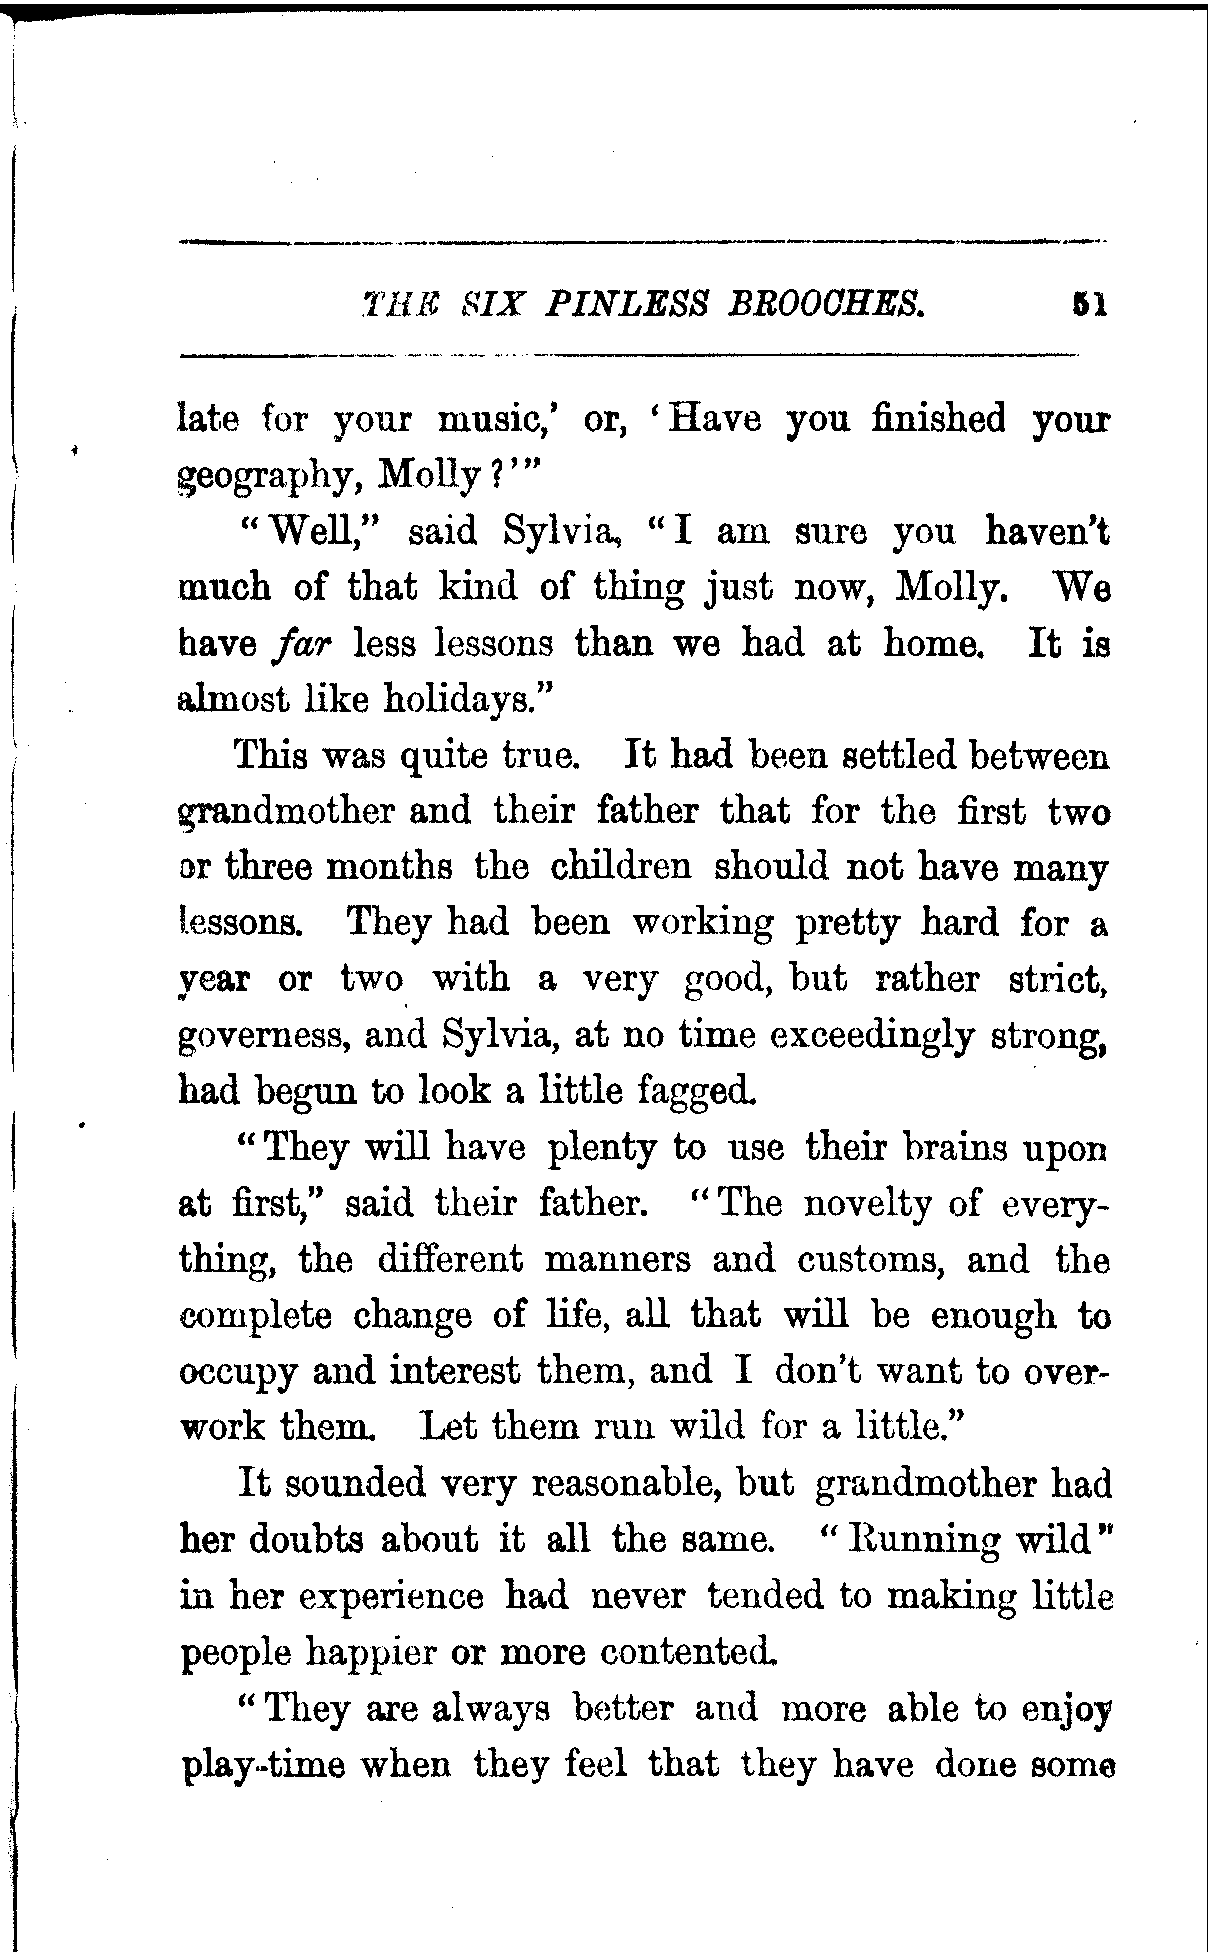 THE SIX PINLESS BROOCHES. 51
late for your music,' or, 'Have you finished your
geography, Molly?'"
"Well," said Sylvia, "I am sure you haven't
much of that kind of thing just now, Molly. We
have far less lessons than we had at home. It is
almost like holidays."
This was quite true. It had been settled between
grandmother and their father that for the first two
or three months the children should not have many
lessons. They had been working pretty hard for a
year or two with a very good, but rather strict,
governess, and Sylvia, at no time exceedingly strong,
had begun to look a little fagged.
"They will have plenty to use their brains upon
at first," said their father. "The novelty of every-
thing, the different manners and customs, and the
complete change of life, all that will be enough to
occupy and interest them, and I don't want to over-
work them. Let them run wild for a little."
It sounded very reasonable, but grandmother had
her doubts about it all the same. "Running wild"
in her experience had never tended to making little
people happier or more contented.
"They are always better and more able to enjoy
play-time when they feel that they have done some